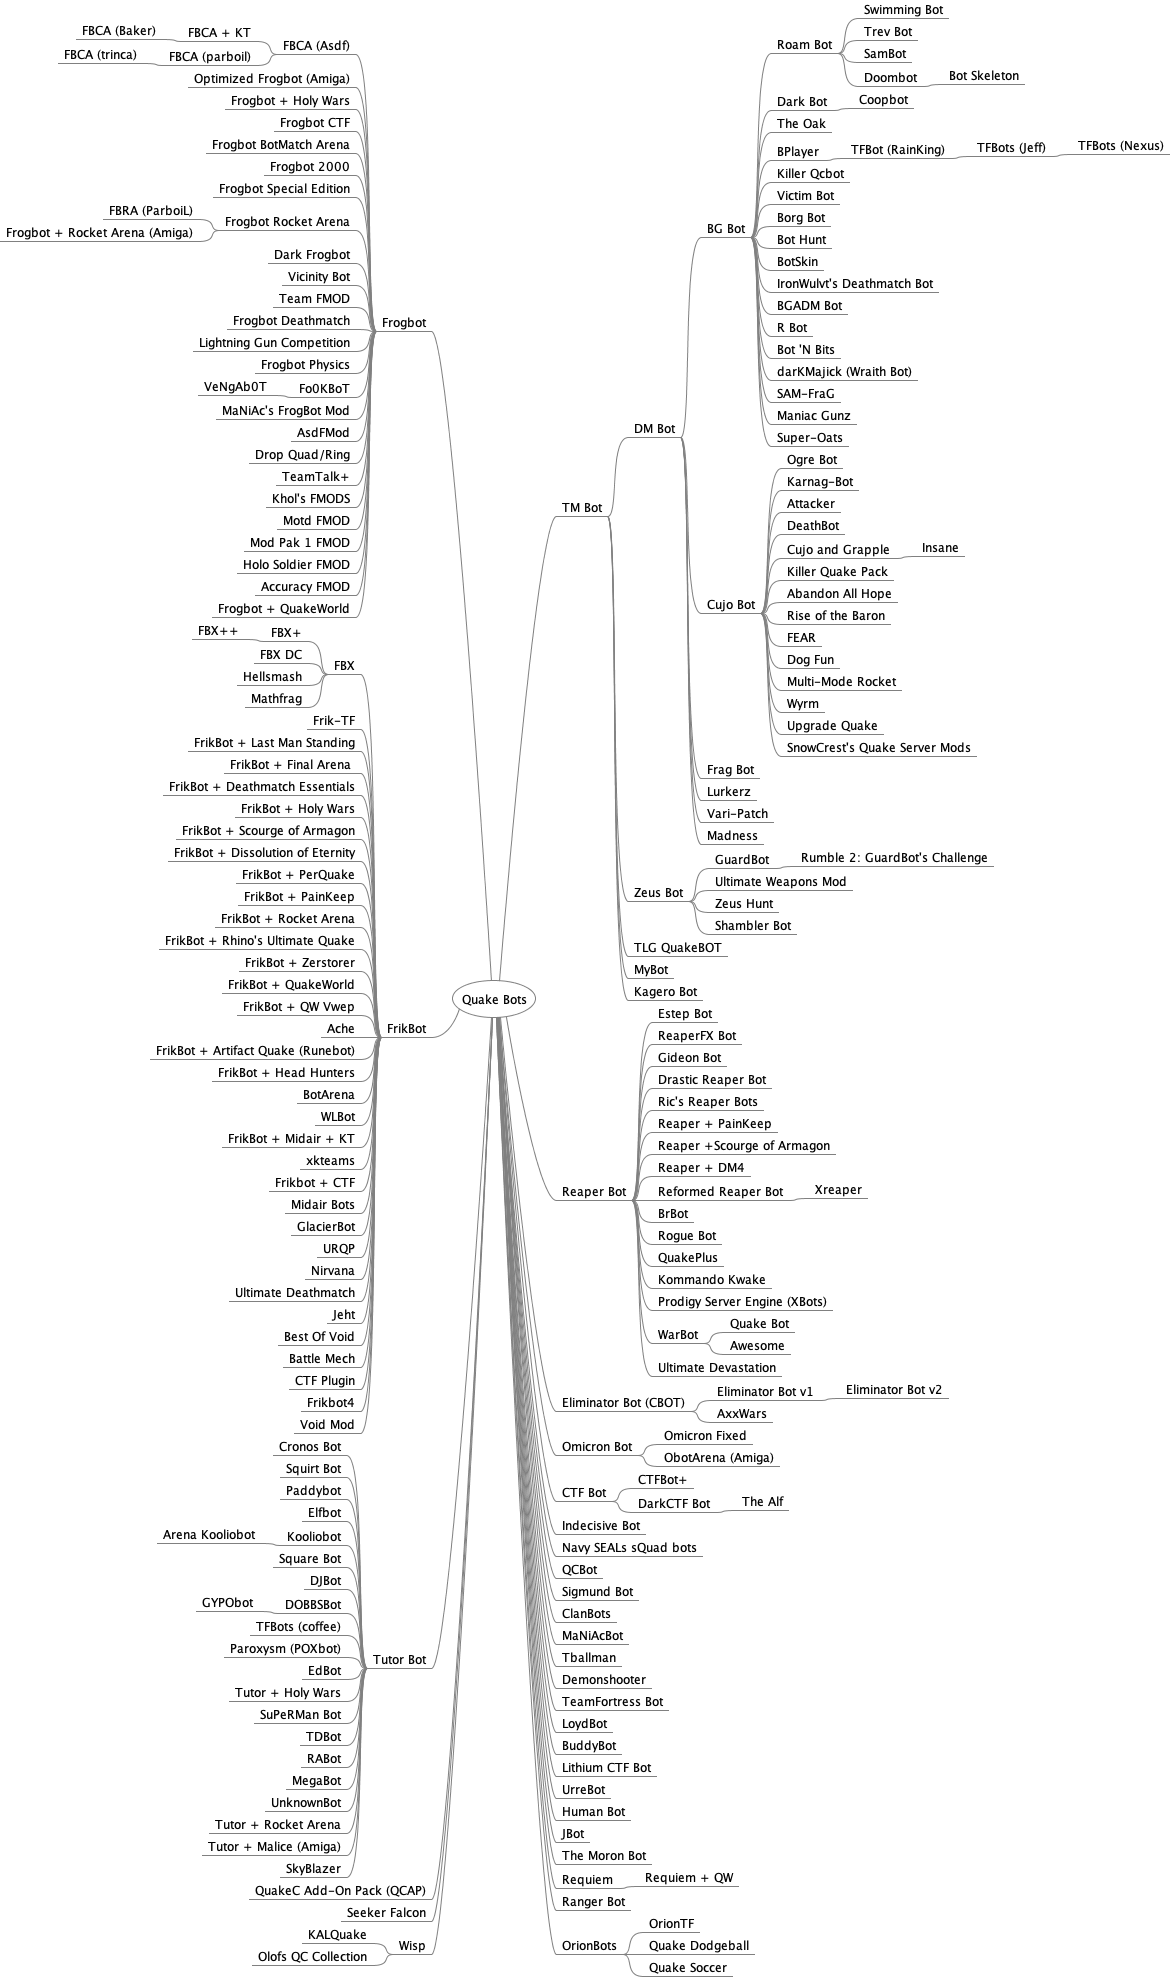 Quake Bots
Frogbot
FBCA (Asdf)
FBCA + KT
FBCA (Baker)
FBCA (parboil)
FBCA (trinca)
Optimized Frogbot (Amiga)
Frogbot + Holy Wars
Frogbot CTF
Frogbot BotMatch Arena
Frogbot 2000
Frogbot Special Edition
Frogbot Rocket Arena
FBRA (ParboiL)
Frogbot + Rocket Arena (Amiga)
Dark Frogbot
Vicinity Bot
Team FMOD
Frogbot Deathmatch
Lightning Gun Competition
Frogbot Physics
Fo0KBoT
VeNgAb0T
MaNiAc's FrogBot Mod
AsdFMod
Drop Quad/Ring
TeamTalk+
Khol's FMODS
Motd FMOD
Mod Pak 1 FMOD
Holo Soldier FMOD
Accuracy FMOD
Frogbot + QuakeWorld
FrikBot
FBX
FBX+
FBX++
FBX DC
Hellsmash
Mathfrag
Frik-TF
FrikBot + Last Man Standing
FrikBot + Final Arena
FrikBot + Deathmatch Essentials
FrikBot + Holy Wars
FrikBot + Scourge of Armagon
FrikBot + Dissolution of Eternity
FrikBot + PerQuake
FrikBot + PainKeep
FrikBot + Rocket Arena
FrikBot + Rhino's Ultimate Quake
FrikBot + Zerstorer
FrikBot + QuakeWorld
FrikBot + QW Vwep
Ache
FrikBot + Artifact Quake (Runebot)
FrikBot + Head Hunters
BotArena
WLBot
FrikBot + Midair + KT
xkteams
Frikbot + CTF
Midair Bots
GlacierBot
URQP
Nirvana
Ultimate Deathmatch
Jeht
Best Of Void
Battle Mech
CTF Plugin
Frikbot4
Void Mod
Tutor Bot
Cronos Bot
Squirt Bot
Paddybot
Elfbot
Kooliobot
Arena Kooliobot
Square Bot
DJBot
DOBBSBot
GYPObot
TFBots (coffee)
Paroxysm (POXbot)
EdBot
Tutor + Holy Wars
SuPeRMan Bot
TDBot
RABot
MegaBot
UnknownBot
Tutor + Rocket Arena
Tutor + Malice (Amiga)
SkyBlazer
QuakeC Add-On Pack (QCAP)
Seeker Falcon
Wisp
KALQuake
Olofs QC Collection
TM Bot
DM Bot
BG Bot
Roam Bot
Swimming Bot
Trev Bot
SamBot
Doombot
Bot Skeleton
Dark Bot
Coopbot
The Oak
BPlayer
TFBot (RainKing)
TFBots (Jeff)
TFBots (Nexus)
Killer Qcbot
Victim Bot
Borg Bot
Bot Hunt
BotSkin
IronWulvt's Deathmatch Bot
BGADM Bot
R Bot
Bot 'N Bits
darKMajick (Wraith Bot)
SAM-FraG
Maniac Gunz
Super-Oats
Cujo Bot
Ogre Bot
Karnag-Bot
Attacker
DeathBot
Cujo and Grapple
Insane
Killer Quake Pack
Abandon All Hope
Rise of the Baron
FEAR
Dog Fun
Multi-Mode Rocket
Wyrm
Upgrade Quake
SnowCrest's Quake Server Mods
Frag Bot
Lurkerz
Vari-Patch
Madness
Zeus Bot
GuardBot
Rumble 2: GuardBot's Challenge
Ultimate Weapons Mod
Zeus Hunt
Shambler Bot
TLG QuakeBOT
MyBot
Kagero Bot
Reaper Bot
Estep Bot
ReaperFX Bot
Gideon Bot
Drastic Reaper Bot
Ric's Reaper Bots
Reaper + PainKeep
Reaper +Scourge of Armagon
Reaper + DM4
Reformed Reaper Bot
Xreaper
BrBot
Rogue Bot
QuakePlus
Kommando Kwake
Prodigy Server Engine (XBots)
WarBot
Quake Bot
Awesome
Ultimate Devastation
Eliminator Bot (CBOT)
Eliminator Bot v1
Eliminator Bot v2
AxxWars
Omicron Bot
Omicron Fixed
ObotArena (Amiga)
CTF Bot
CTFBot+
DarkCTF Bot
The Alf
Indecisive Bot
Navy SEALs sQuad bots
QCBot
Sigmund Bot
ClanBots
MaNiAcBot
Tballman
Demonshooter
TeamFortress Bot
LoydBot
BuddyBot
Lithium CTF Bot
UrreBot
Human Bot
JBot
The Moron Bot
Requiem
Requiem + QW
Ranger Bot
OrionBots
OrionTF
Quake Dodgeball
Quake Soccer